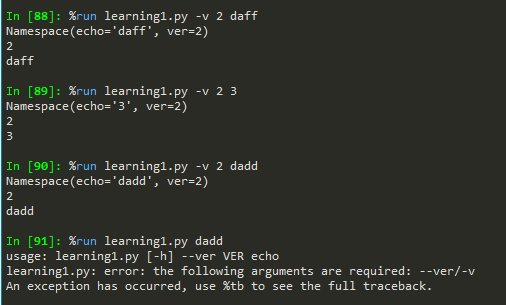 In [88]: %run learning1.py -v 2 daff
Namespace(echo='daff', ver=2)
2
daff
In [89]: %run learning1.py -v 2 3
Namespace(echo='3', ver=2)
2
3
In [90]: %run learning1.py -v 2 dadd
Namespace(echo='dadd', ver=2)
2
dadd
In [91]: %run learning1.py dadd
usage: learning1.py [-h] --ver VER echo
learning1.py: error: the following arguments are required: --ver/-v
An exception has occurred, use %tb to see the full traceback.